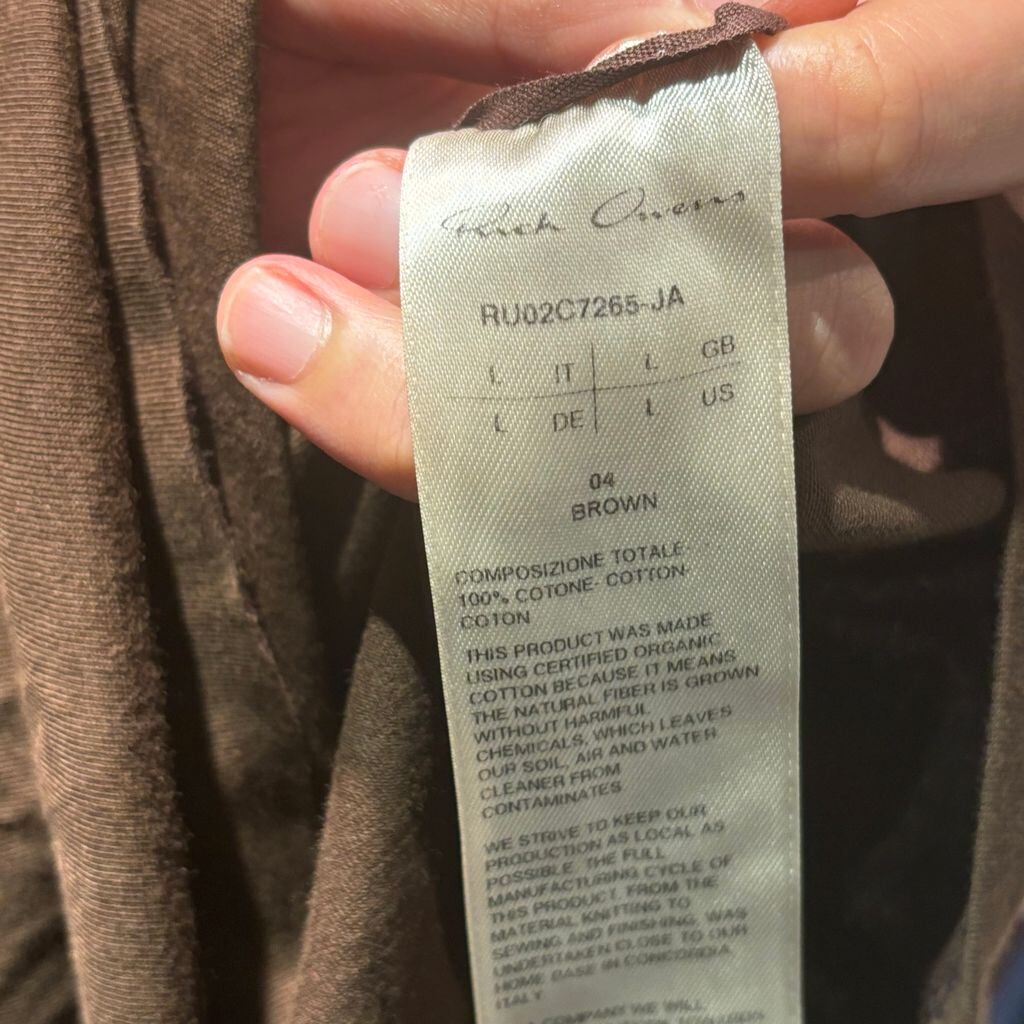 Rick Owens
RU02C7265-JA
L IT L GB
L DE L US
04
BROWN
COMPOSIZIONE TOTALE-
100% COTONE- COTTON-
COTON
THIS PRODUCT WAS MADE
USING CERTIFIED ORGANIC
COTTON BECAUSE IT MEANS
THE NATURAL FIBER IS GROWN
WITHOUT HARMFUL
CHEMICALS, WHICH LEAVES
OUR SOIL, AIR AND WATER
CLEANER FROM
CONTAMINATES
WE STRIVE TO KEEP OUR
PRODUCTION AS LOCAL AS
POSSIBLE. THE FULL
MANUFACTURING CYCLE OF
THIS PRODUCT, FROM THE
MATERIAL KNITTING TO
SEWING AND FINISHING, WAS
UNDERTAKEN CLOSE TO OUR
HOME BASE IN CONCORDIA
ITALY
COMPANY WE WILL